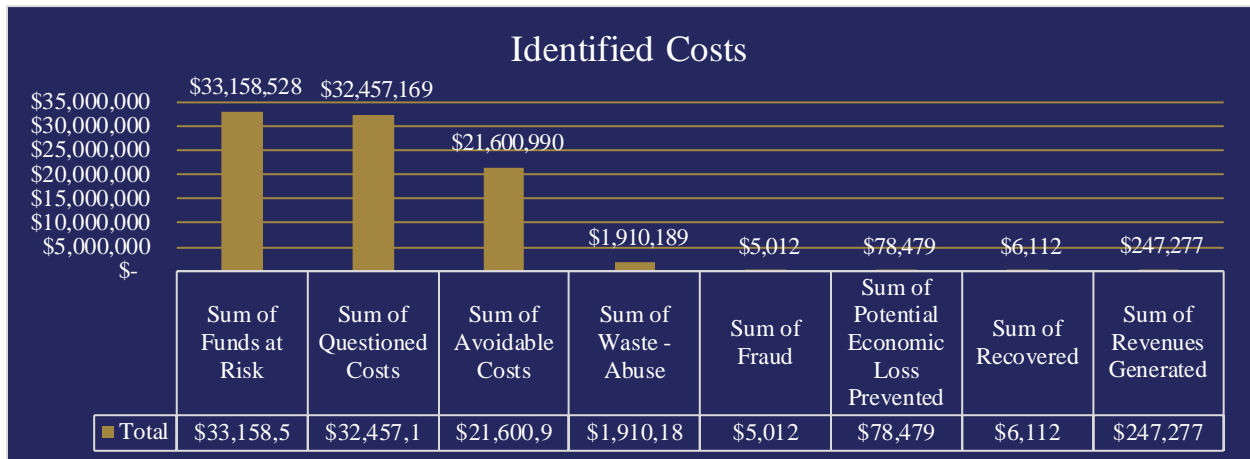 Identified Costs
$33,158,528
$32,457,169
$21,600,990
$1,910,189
$5,012
$78,479
$6,112
$247,277
$35,000,000
$30,000,000
$25,000,000
$20,000,000
$15,000,000
$10,000,000
$5,000,000
$-
Sum of
Funds at
Risk
Sum of
Questioned
Costs
Sum of
Avoidable
Costs
Sum of
Waste -
Abuse
Sum of
Fraud
Sum of
Potential
Economic
Loss
Prevented
Sum of
Recovered
Sum of
Revenues
Generated
Total $33,158,5 $32,457,1 $21,600,9 $1,910,18 $5,012 $78,479 $6,112 $247,277